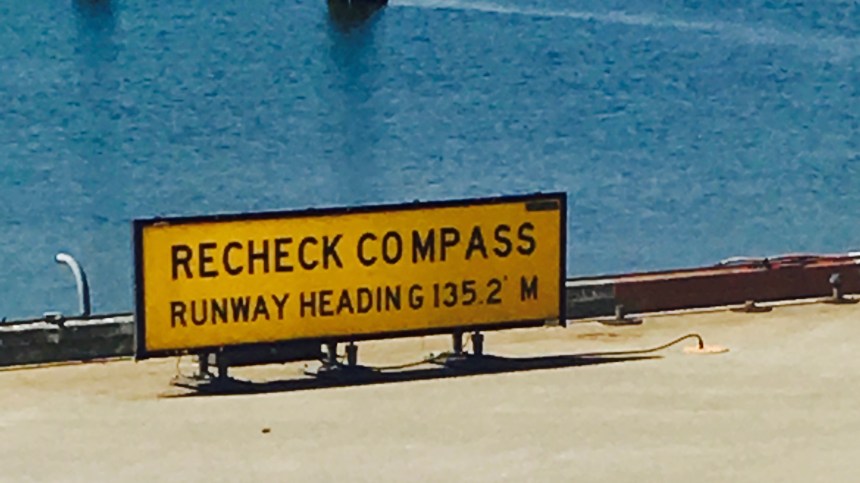 RECHECK COMPASS
RUNWAY HEADING 135.2° M